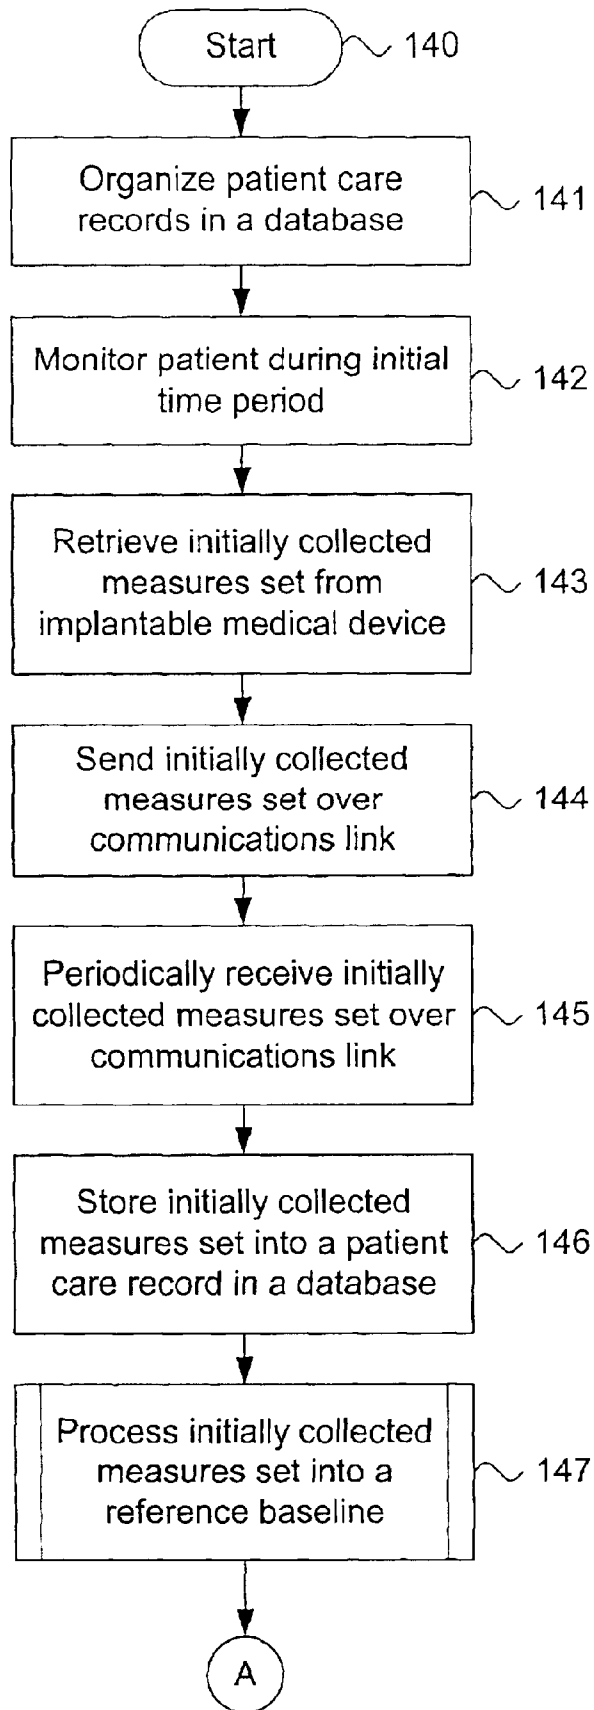 Start
140
Organize patient care
records in a database
141
Monitor patient during initial
time period
142
Retrieve initially collected
measures set from
implantable medical device
143
Send initially collected
measures set over
communications link
144
Periodically receive initially
collected measures set over
communications link
145
Store initially collected
measures set into a patient
care record in a database
146
Process initially collected
measures set into a
reference baseline
147
A